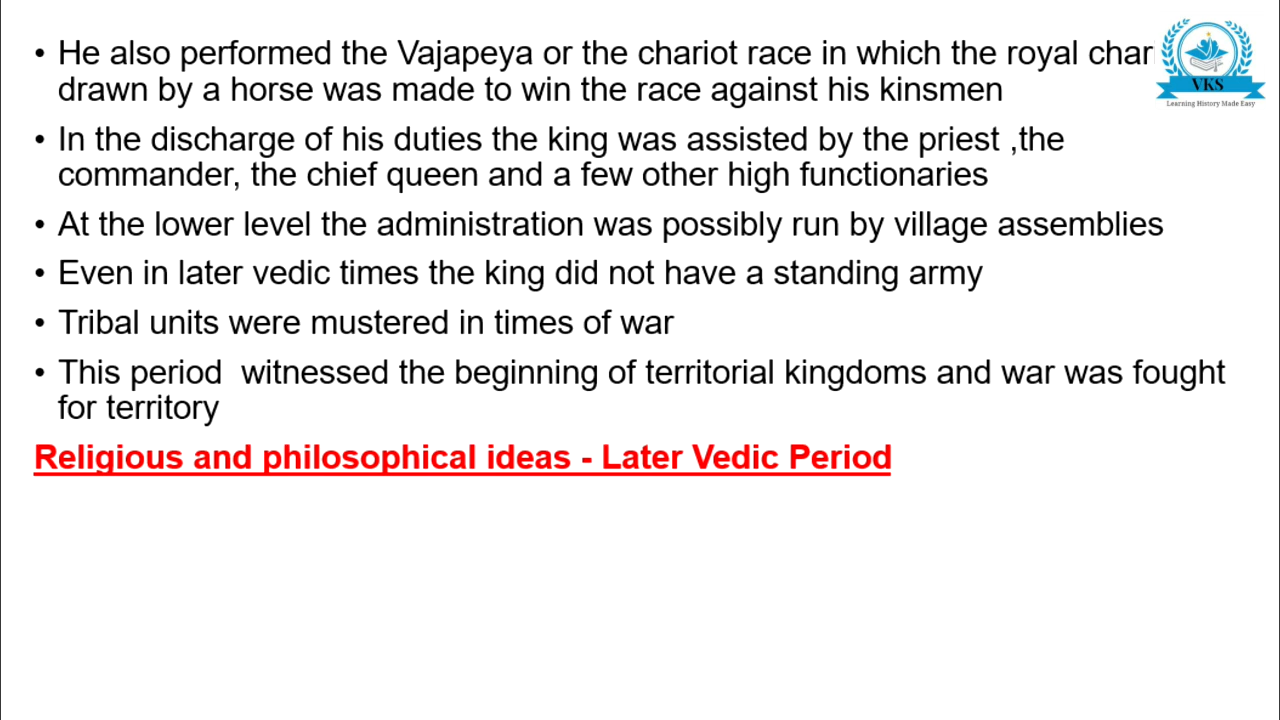 • He also performed the Vajapeya or the chariot race in which the royal
drawn by a horse was made to win the race against his kinsmen
• In the discharge of his duties the king was assisted by the priest ,the
commander, the chief queen and a few other high functionaries
• At the lower level the administration was possibly run by village assemblies
• Even in later vedic times the king did not have a standing army
• Tribal units were mustered in times of war
• This period  witnessed the beginning of territorial kingdoms and war was fought
for territory
Religious and philosophical ideas - Later Vedic Period
VKS
Learning History Made Easy